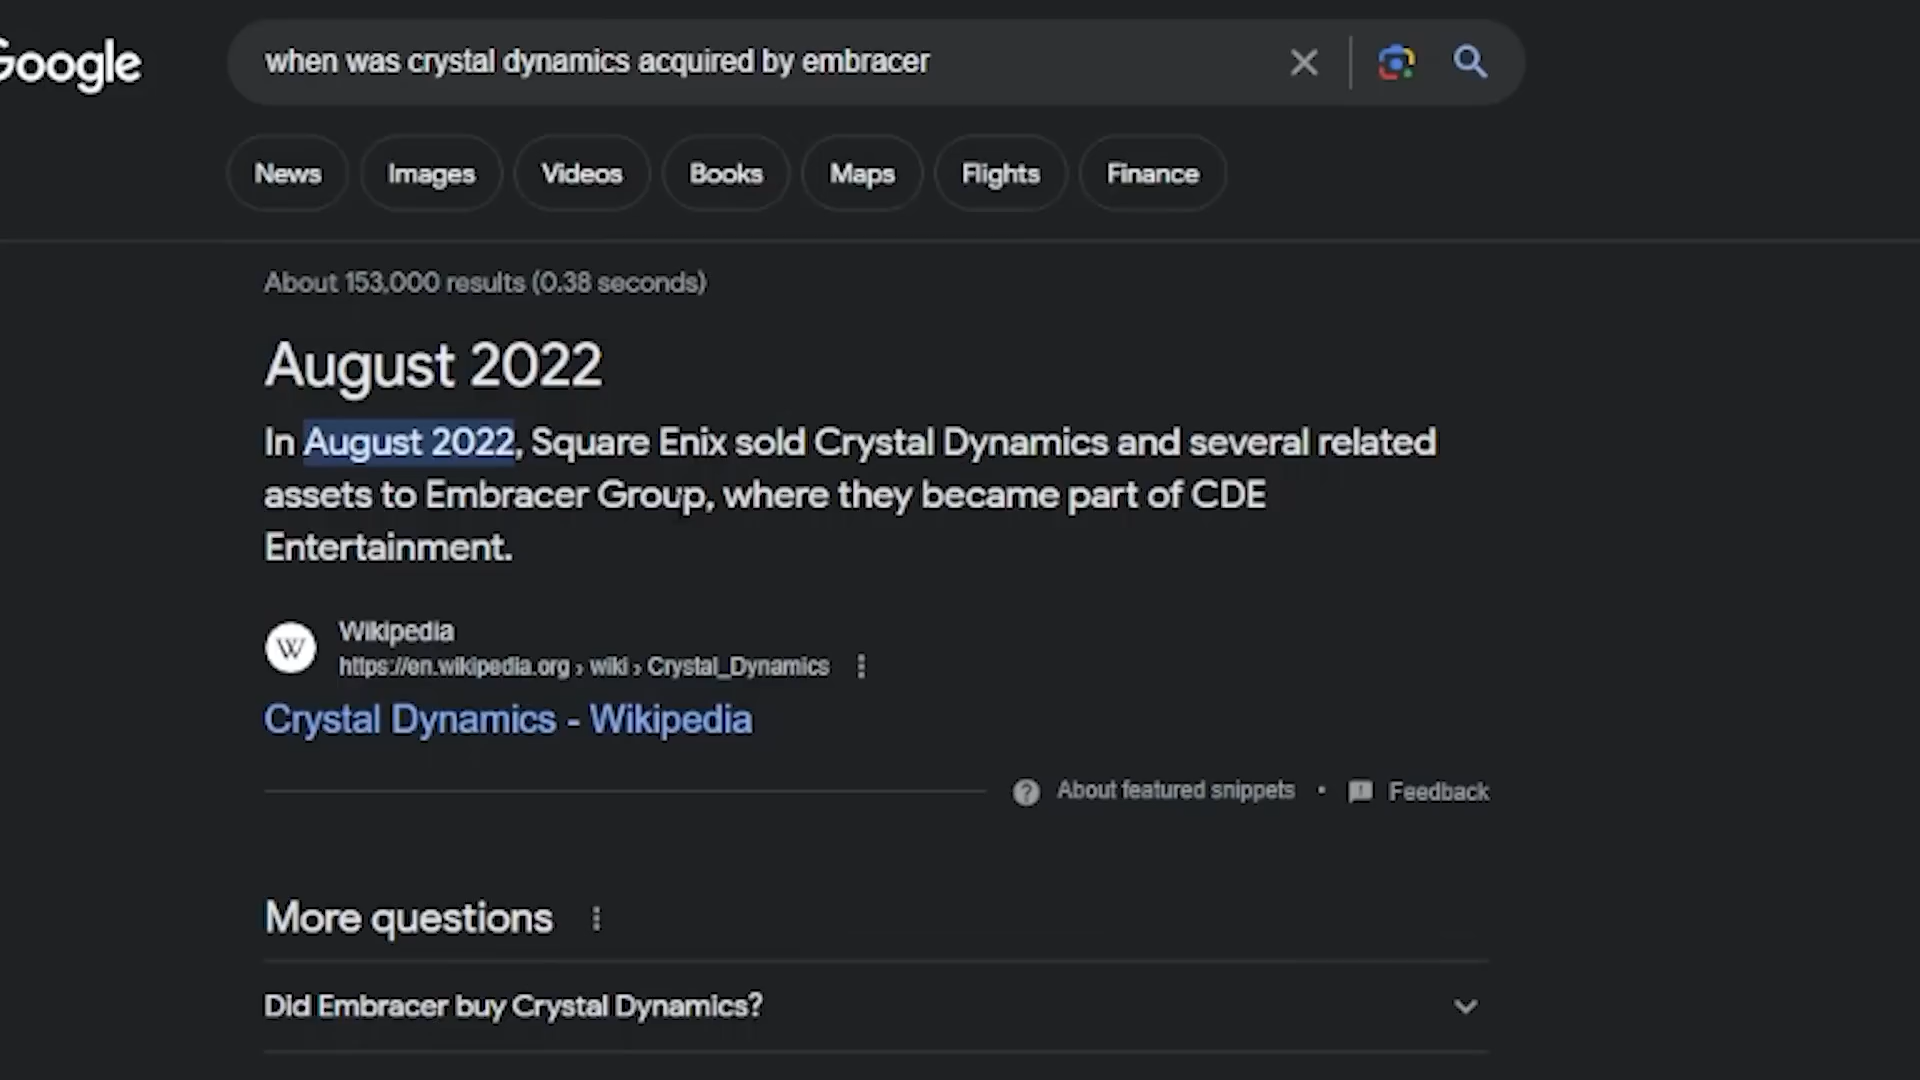 Google
when was crystal dynamics acquired by embracer
News Images Videos Books Maps Flights Finance
About 153,000 results (0.38 seconds)
August 2022
In August 2022, Square Enix sold Crystal Dynamics and several related
assets to Embracer Group, where they became part of CDE
Entertainment.
W
Wikipedia
https://en.wikipedia.org › wiki › Crystal_Dynamics
Crystal Dynamics - Wikipedia
About featured snippets • Feedback
More questions
Did Embracer buy Crystal Dynamics?